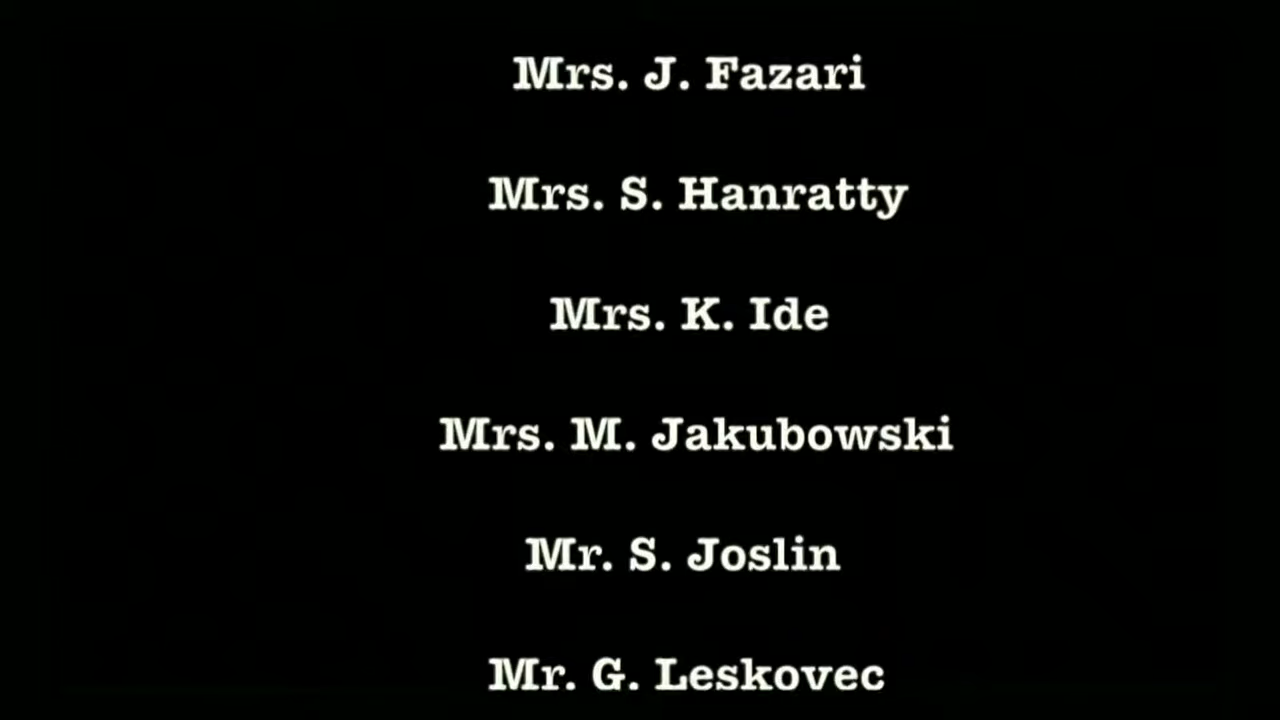 Mrs. J. Fazari
Mrs. S. Hanratty
Mrs. K. Ide
Mrs. M. Jakubowski
Mr. S. Joslin
Mr. G. Leskovec